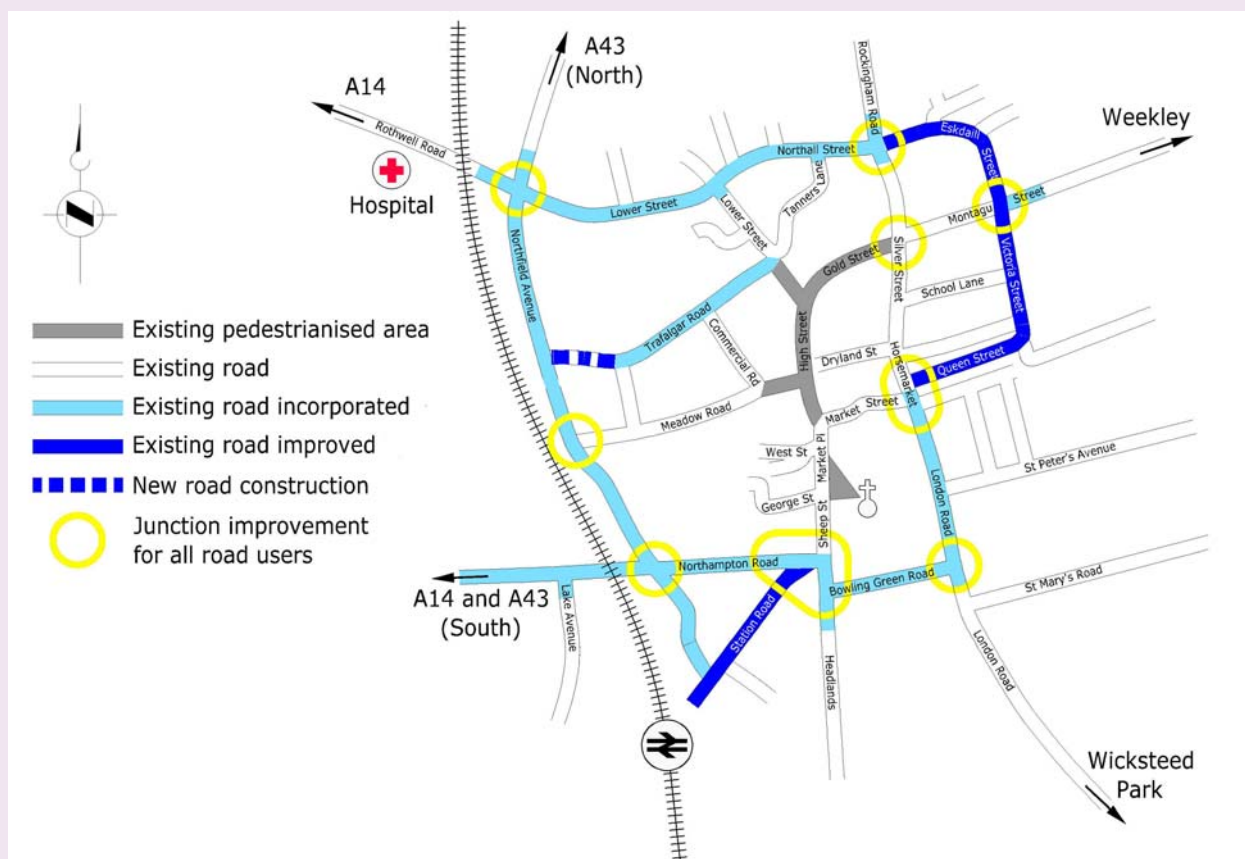 A43
(North)
A14
Rothwell Road
Rockingham Road
Weekley
Hospital
Northall Street
Eskdaill
Street
Lower Street
Lower Street
Tanners Lane
Montagu
Street
Northfield Avenue
Gold Street
Silver Street
Victoria Street
School Lane
Existing pedestrianised area
Existing road
Existing road incorporated
Existing road improved
New road construction
Junction improvement
for all road users
Trafalgar Road
Commercial Rd
High Street
Dryland St
Horsemarket
Queen Street
Meadow Road
Market
Street
West St
Market Pl
St Peter's Avenue
George St
Sheep St
London Road
Northampton Road
Bowling Green Road
St Mary's Road
A14 and A43
(South)
Lake Avenue
Station Road
Headlands
London Road
Wicksteed
Park